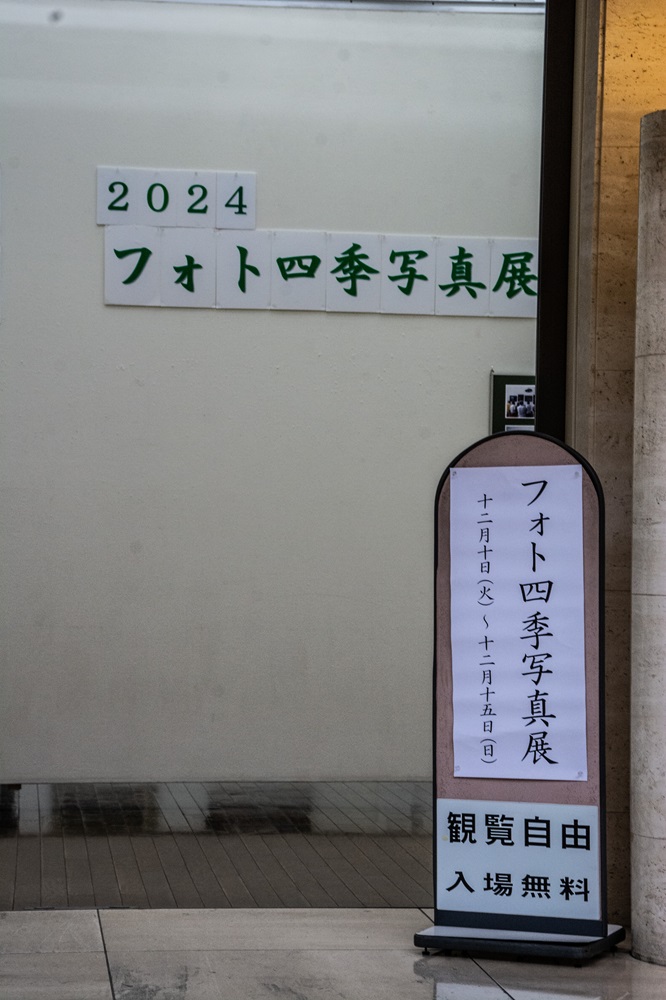 2024
フォト四季写真展
フォト四季写真展
十二月十日(火)～十二月十五日(日)
観覧自由
入場無料